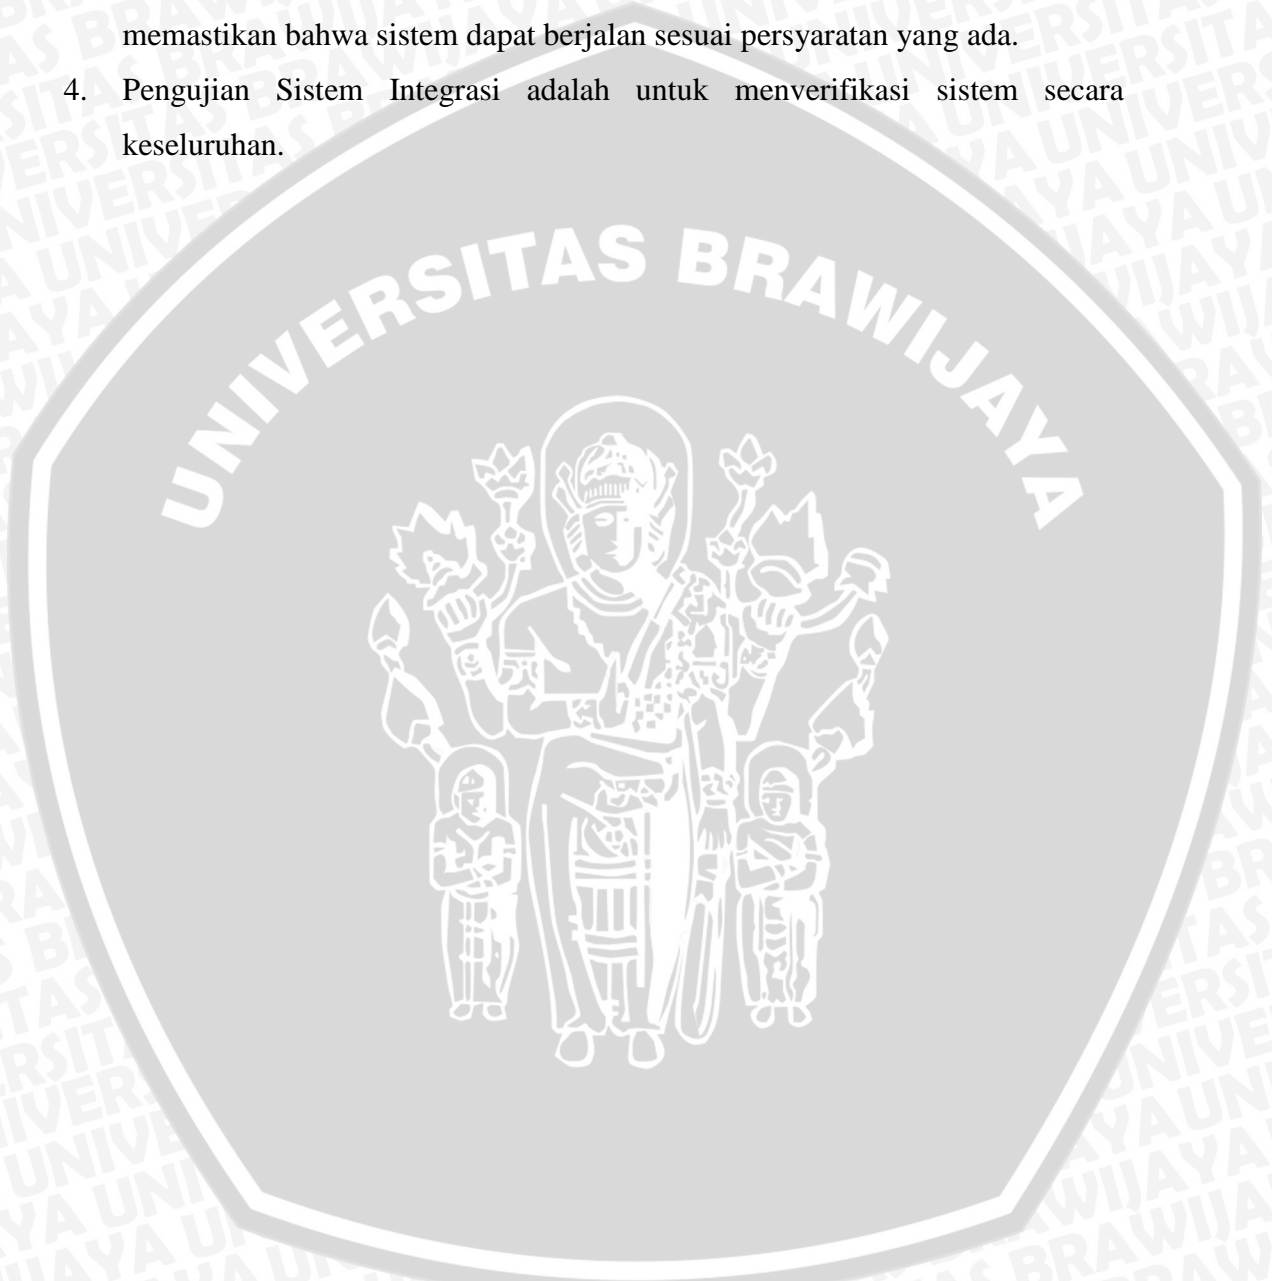 memastikan bahwa sistem dapat berjalan sesuai persyaratan yang ada.
4. Pengujian Sistem Integrasi adalah untuk menverifikasi sistem secara
keseluruhan.
UNIVERSITAS BRAWIJAYA